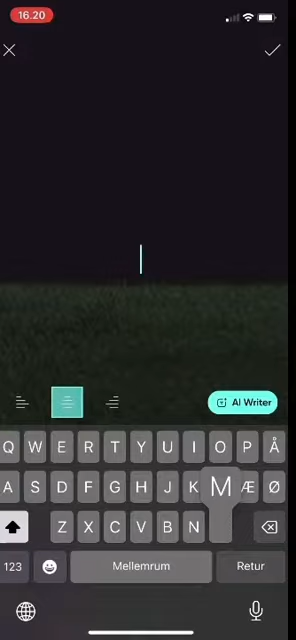 16.20
AI Writer
Q W E R T Y U I O P Å
A S D F G H J K M Æ Ø
Z X C V B N
123 Mellemrum Retur